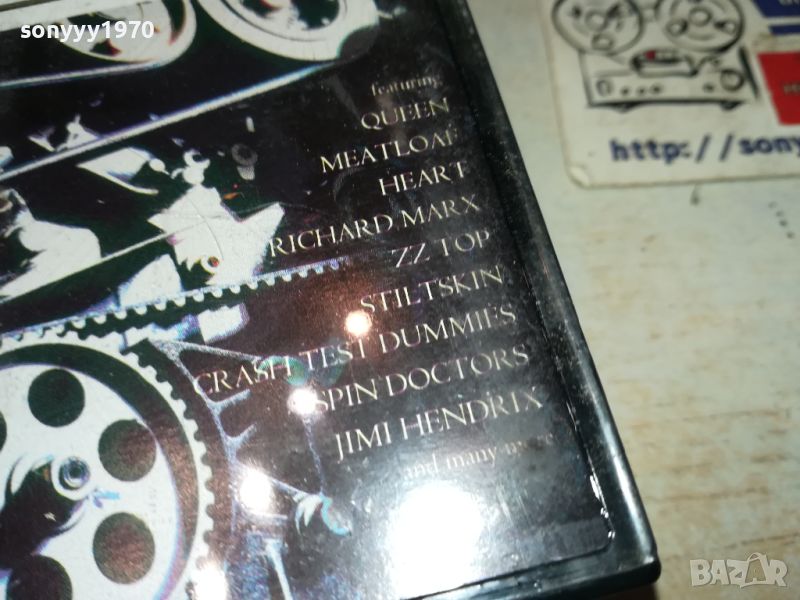 sonyyy1970
featuring
QUEEN
MEATLOAF
HEART
RICHARD MARX
ZZ TOP
STILTSKIN
CRASH TEST DUMMIES
SPIN DOCTORS
JIMI HENDRIX
and many more
http://sony
BAZAR